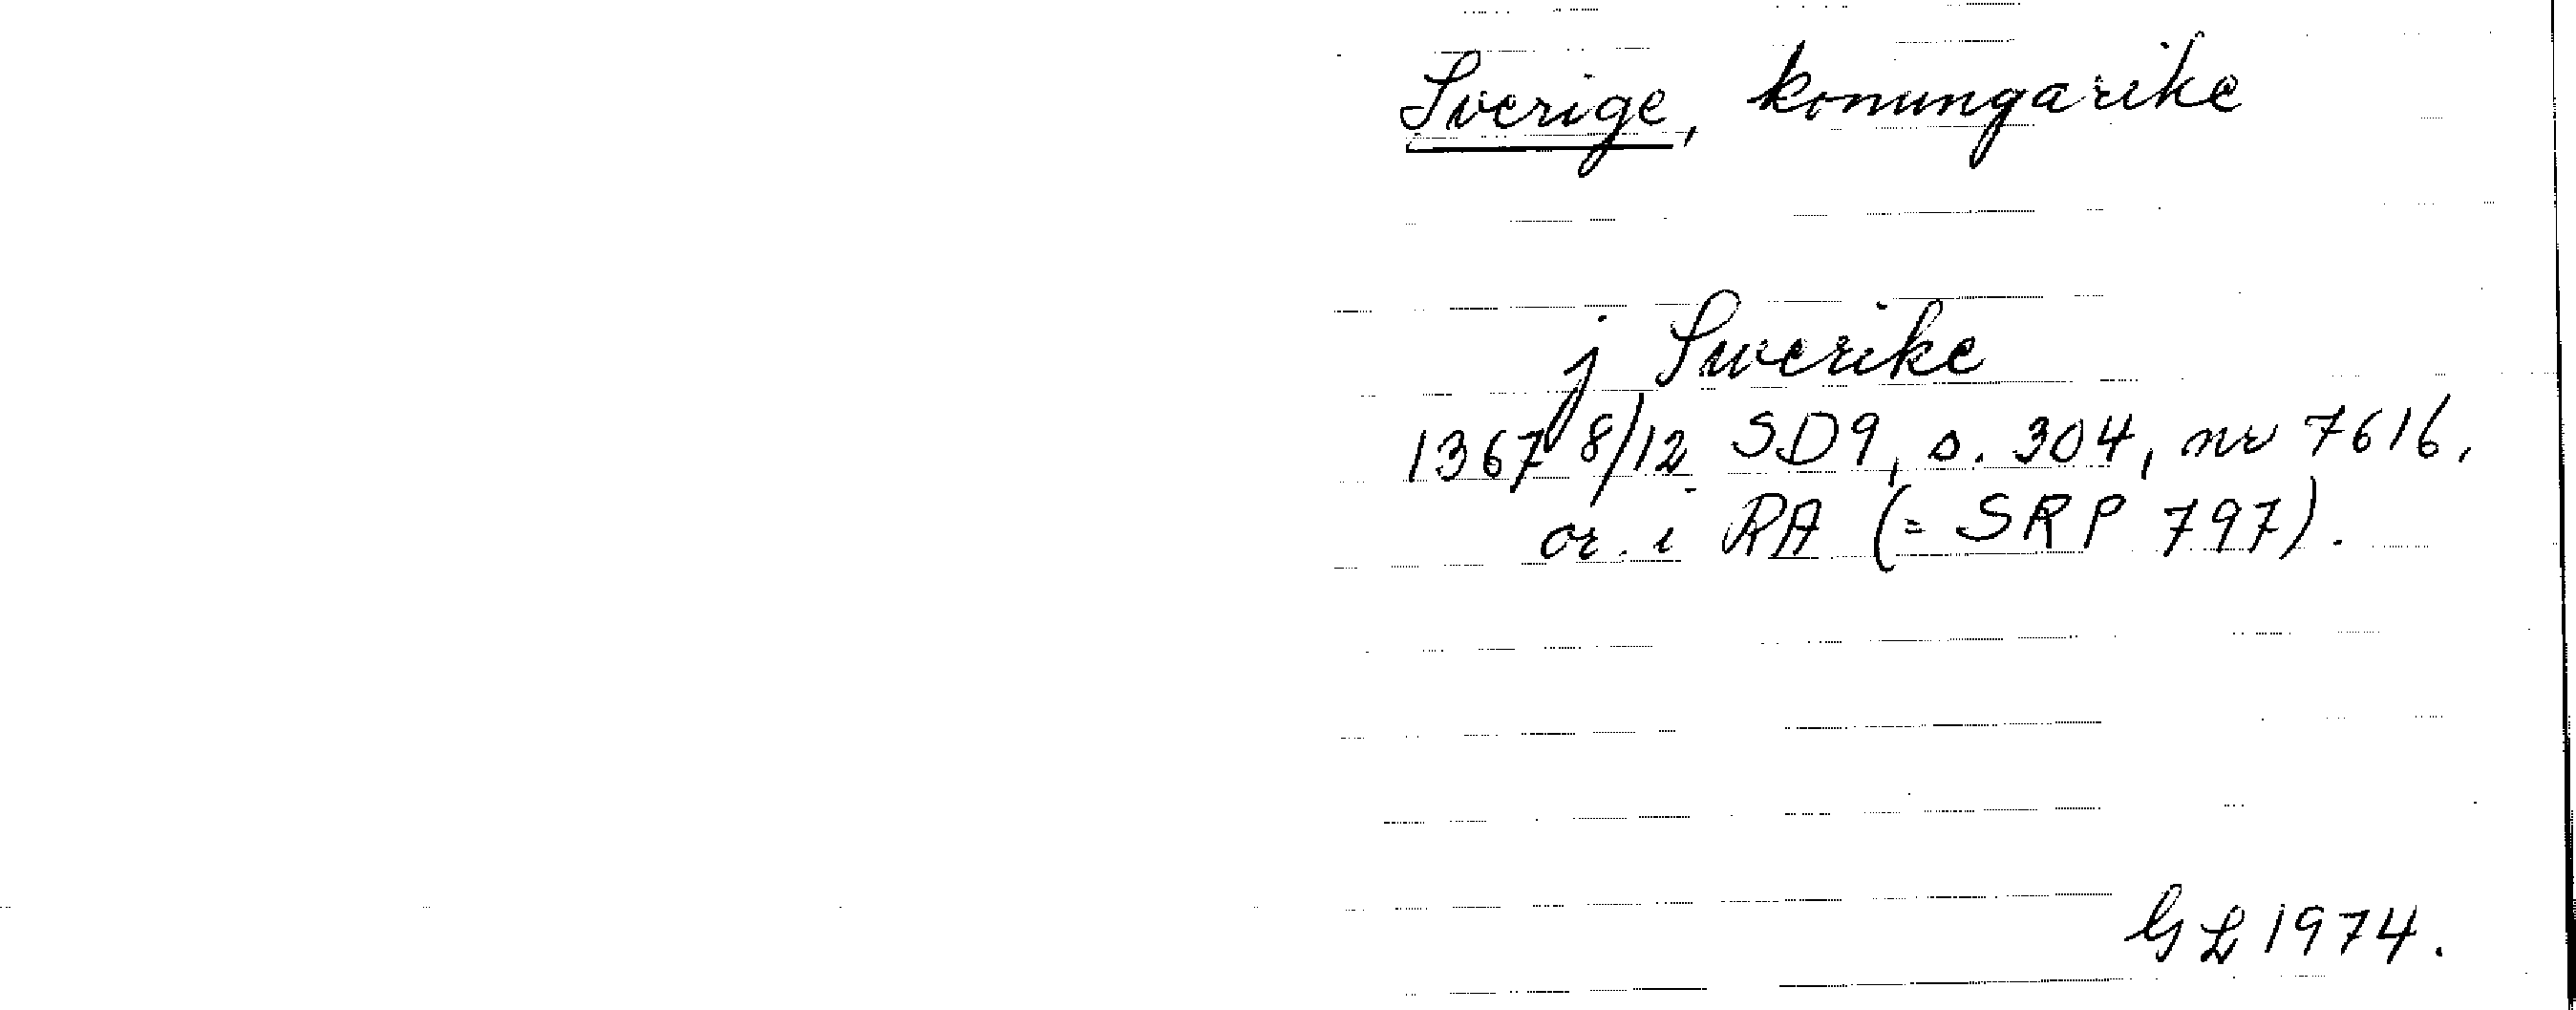 Sverige, konungarike
j Swerike
1367 8/12 SD9, s. 304, nr 7616,
or. i RA (= SRP 797).
GL 1974.